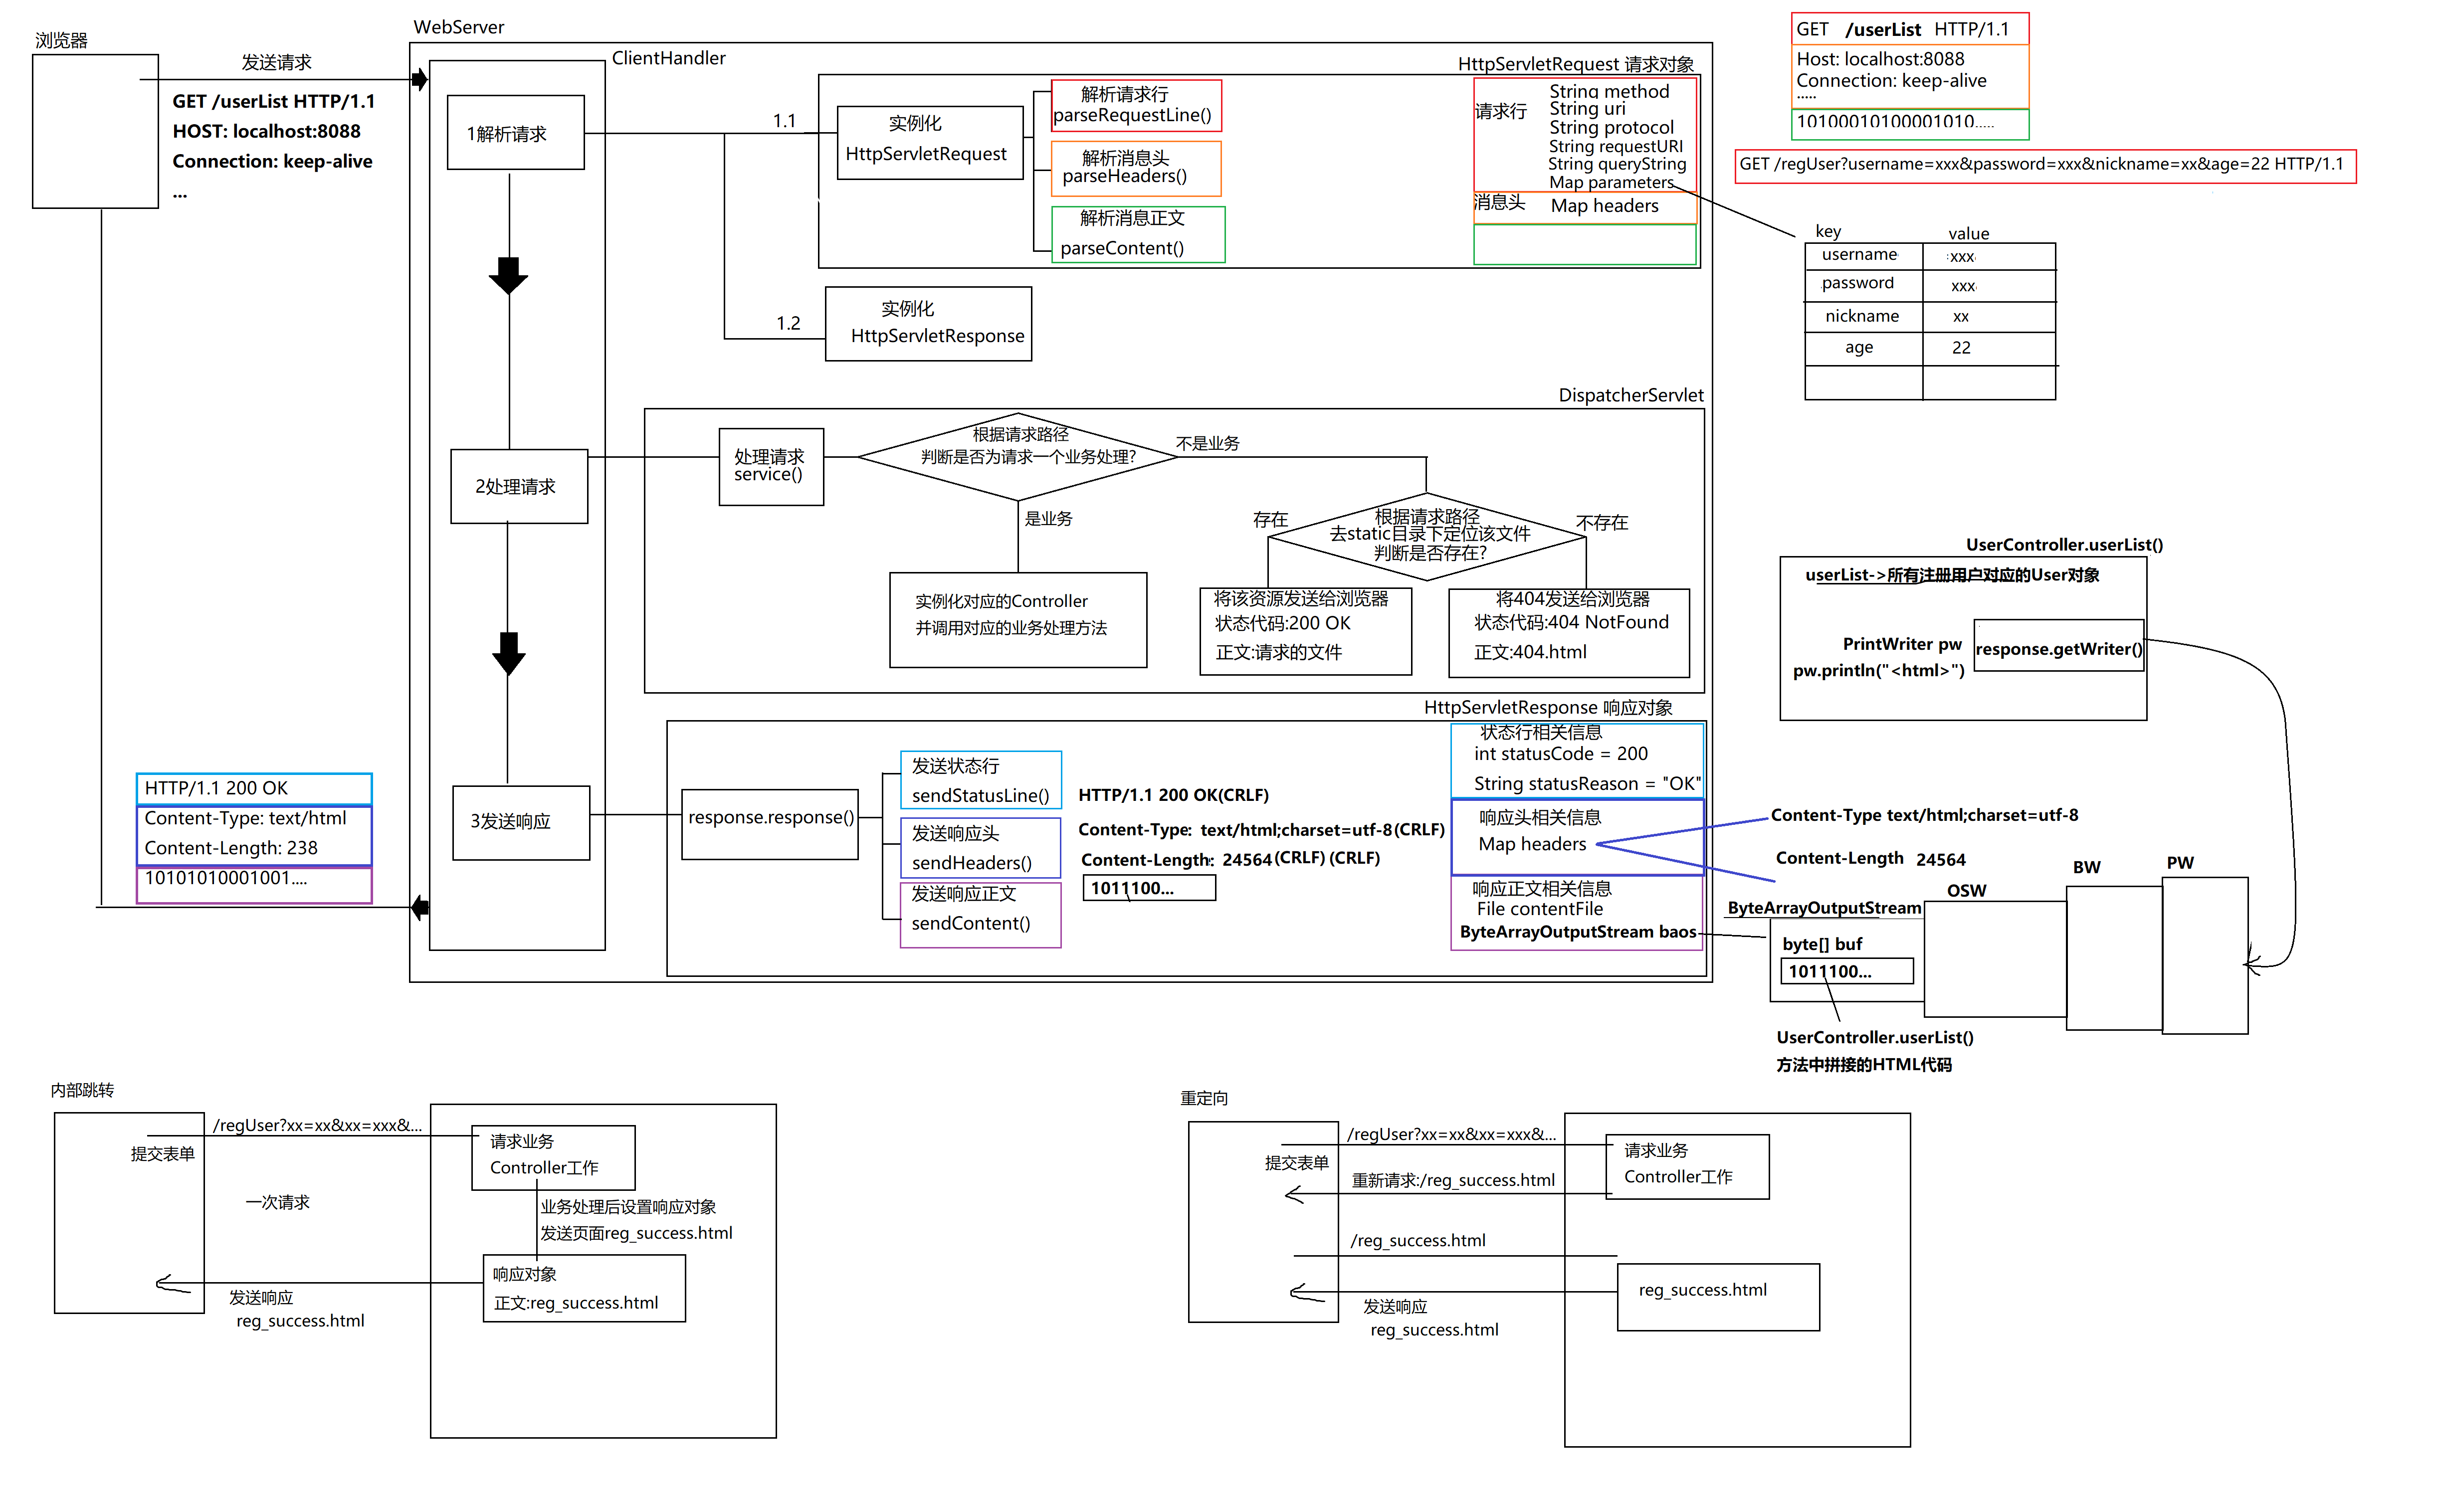 浏览器
发送请求
GET /userList HTTP/1.1
HOST: localhost:8088
Connection: keep-alive
...
WebServer
ClientHandler
1解析请求
1.1
实例化
HttpServletRequest
解析请求行
parseRequestLine()
解析消息头
parseHeaders()
解析消息正文
parseContent()
HttpServletRequest 请求对象
请求行
String method
String uri
String protocol
String requestURI
String queryString
Map parameters
消息头
Map headers
1.2
实例化
HttpServletResponse
GET /userList HTTP/1.1
Host: localhost:8088
Connection: keep-alive
.....
10100010100001010.....
GET /regUser?username=xxx&password=xxx&nickname=xx&age=22 HTTP/1.1
key value
username xxx
password xxx
nickname xx
age 22
DispatcherServlet
2处理请求
处理请求
service()
根据请求路径
判断是否为请求一个业务处理?
不是业务
是业务
实例化对应的Controller
并调用对应的业务处理方法
存在
根据请求路径
去static目录下定位该文件
判断是否存在?
不存在
将该资源发送给浏览器
状态代码:200 OK
正文:请求的文件
将404发送给浏览器
状态代码:404 NotFound
正文:404.html
UserController.userList()
userList->所有注册用户对应的User对象
PrintWriter pw
response.getWriter()
pw.println("<html>")
HttpServletResponse 响应对象
3发送响应
response.response()
发送状态行
sendStatusLine()
发送响应头
sendHeaders()
发送响应正文
sendContent()
HTTP/1.1 200 OK(CRLF)
Content-Type: text/html;charset=utf-8(CRLF)
Content-Length: 24564(CRLF) (CRLF)
1011100...
状态行相关信息
int statusCode = 200
String statusReason = "OK"
响应头相关信息
Map headers
响应正文相关信息
File contentFile
ByteArrayOutputStream baos
Content-Type text/html;charset=utf-8
Content-Length 24564
OSW
BW
PW
ByteArrayOutputStream
byte[] buf
1011100...
UserController.userList()
方法中拼接的HTML代码
HTTP/1.1 200 OK
Content-Type: text/html
Content-Length: 238
10101010001001....
内部跳转
/regUser?xx=xx&xx=xxx&...
提交表单
一次请求
请求业务
Controller工作
业务处理后设置响应对象
发送页面reg_success.html
响应对象
正文:reg_success.html
发送响应
reg_success.html
重定向
/regUser?xx=xx&xx=xxx&...
提交表单
重新请求:/reg_success.html
请求业务
Controller工作
/reg_success.html
reg_success.html
发送响应
reg_success.html